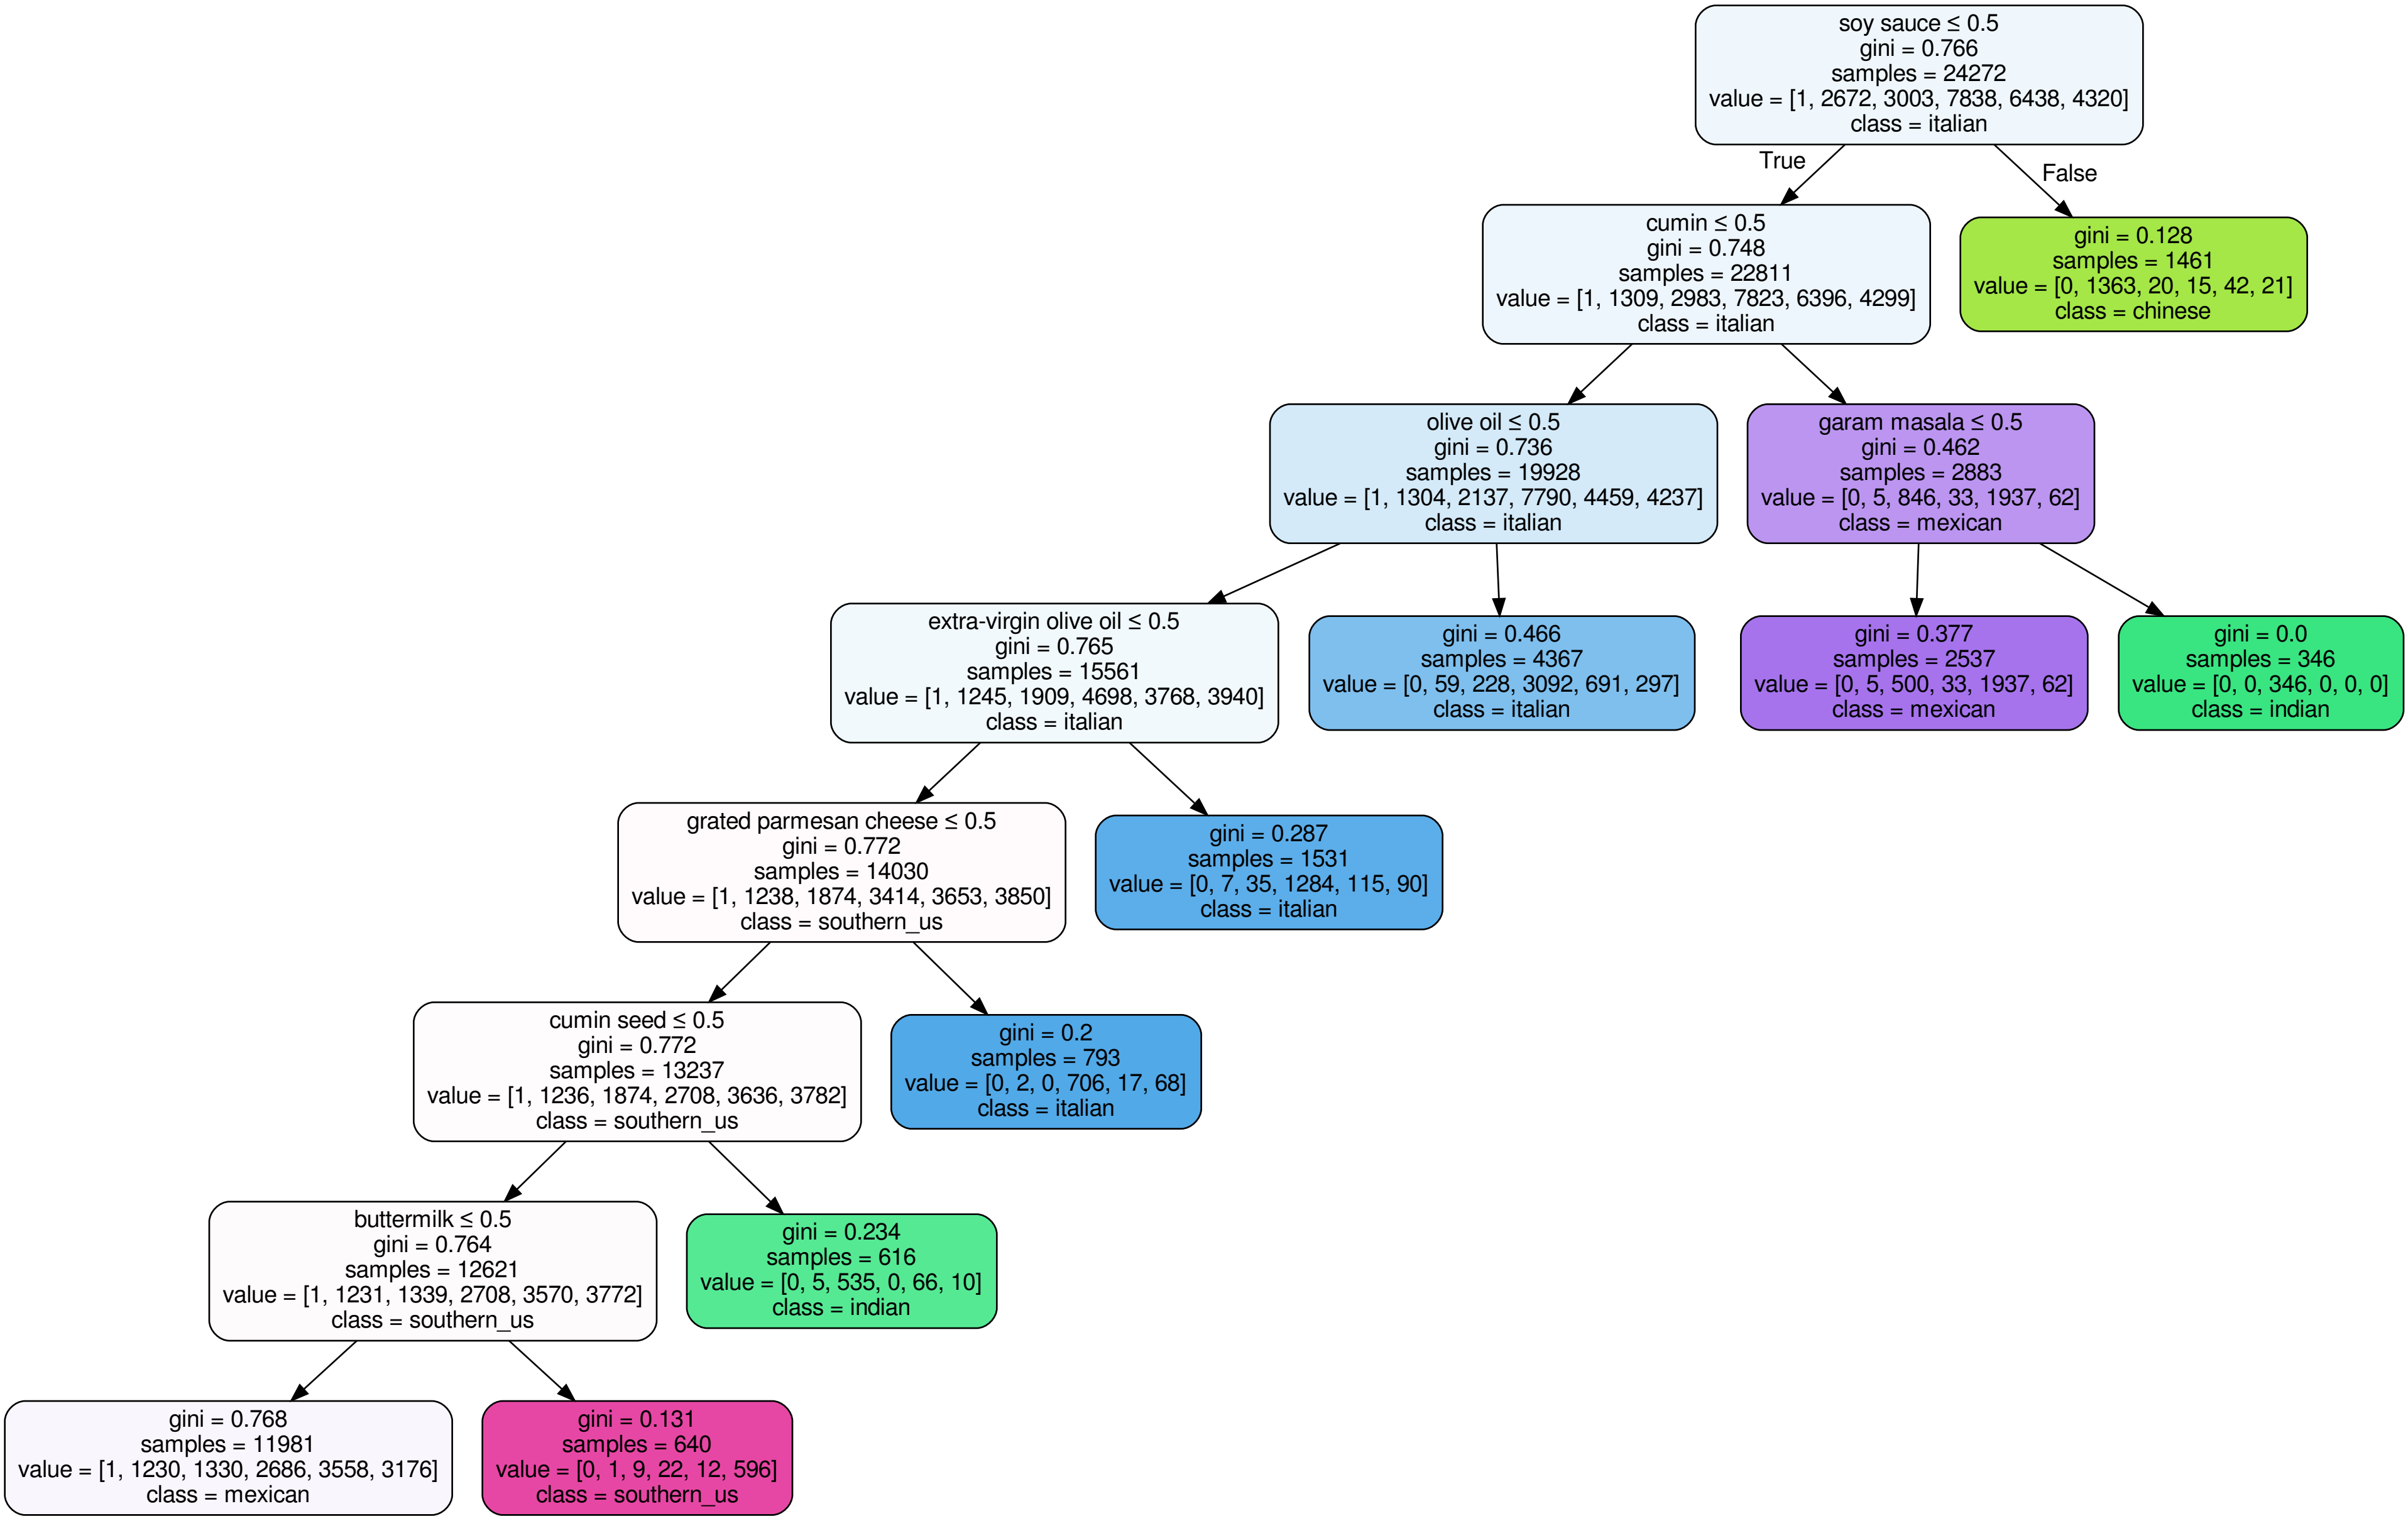 soy sauce ≤ 0.5
gini = 0.766
samples = 24272
value = [1, 2672, 3003, 7838, 6438, 4320]
class = italian
True
False
cumin ≤ 0.5
gini = 0.748
samples = 22811
value = [1, 1309, 2983, 7823, 6396, 4299]
class = italian
gini = 0.128
samples = 1461
value = [0, 1363, 20, 15, 42, 21]
class = chinese
olive oil ≤ 0.5
gini = 0.736
samples = 19928
value = [1, 1304, 2137, 7790, 4459, 4237]
class = italian
garam masala ≤ 0.5
gini = 0.462
samples = 2883
value = [0, 5, 846, 33, 1937, 62]
class = mexican
extra-virgin olive oil ≤ 0.5
gini = 0.765
samples = 15561
value = [1, 1245, 1909, 4698, 3768, 3940]
class = italian
gini = 0.466
samples = 4367
value = [0, 59, 228, 3092, 691, 297]
class = italian
gini = 0.377
samples = 2537
value = [0, 5, 500, 33, 1937, 62]
class = mexican
gini = 0.0
samples = 346
value = [0, 0, 346, 0, 0, 0]
class = indian
grated parmesan cheese ≤ 0.5
gini = 0.772
samples = 14030
value = [1, 1238, 1874, 3414, 3653, 3850]
class = southern_us
gini = 0.287
samples = 1531
value = [0, 7, 35, 1284, 115, 90]
class = italian
cumin seed ≤ 0.5
gini = 0.772
samples = 13237
value = [1, 1236, 1874, 2708, 3636, 3782]
class = southern_us
gini = 0.2
samples = 793
value = [0, 2, 0, 706, 17, 68]
class = italian
buttermilk ≤ 0.5
gini = 0.764
samples = 12621
value = [1, 1231, 1339, 2708, 3570, 3772]
class = southern_us
gini = 0.234
samples = 616
value = [0, 5, 535, 0, 66, 10]
class = indian
gini = 0.768
samples = 11981
value = [1, 1230, 1330, 2686, 3558, 3176]
class = mexican
gini = 0.131
samples = 640
value = [0, 1, 9, 22, 12, 596]
class = southern_us